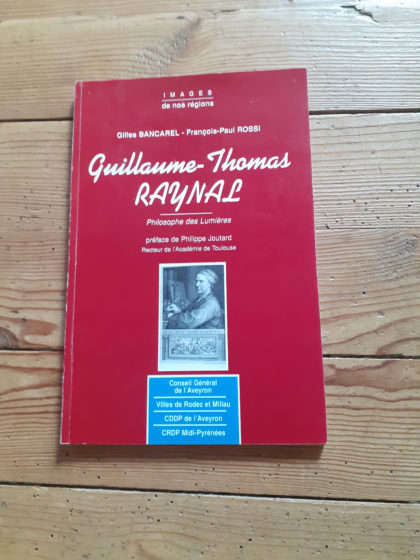 IMAGES
de nos régions
Gilles BANCAREL - François-Paul ROSSI
Guillaume-Thomas
RAYNAL
Philosophe des Lumières
préface de Philippe Joutard
Recteur de l'Académie de Toulouse
Conseil Général
de l'Aveyron
Villes de Rodez et Millau
CDDP de l'Aveyron
CRDP Midi-Pyrénées